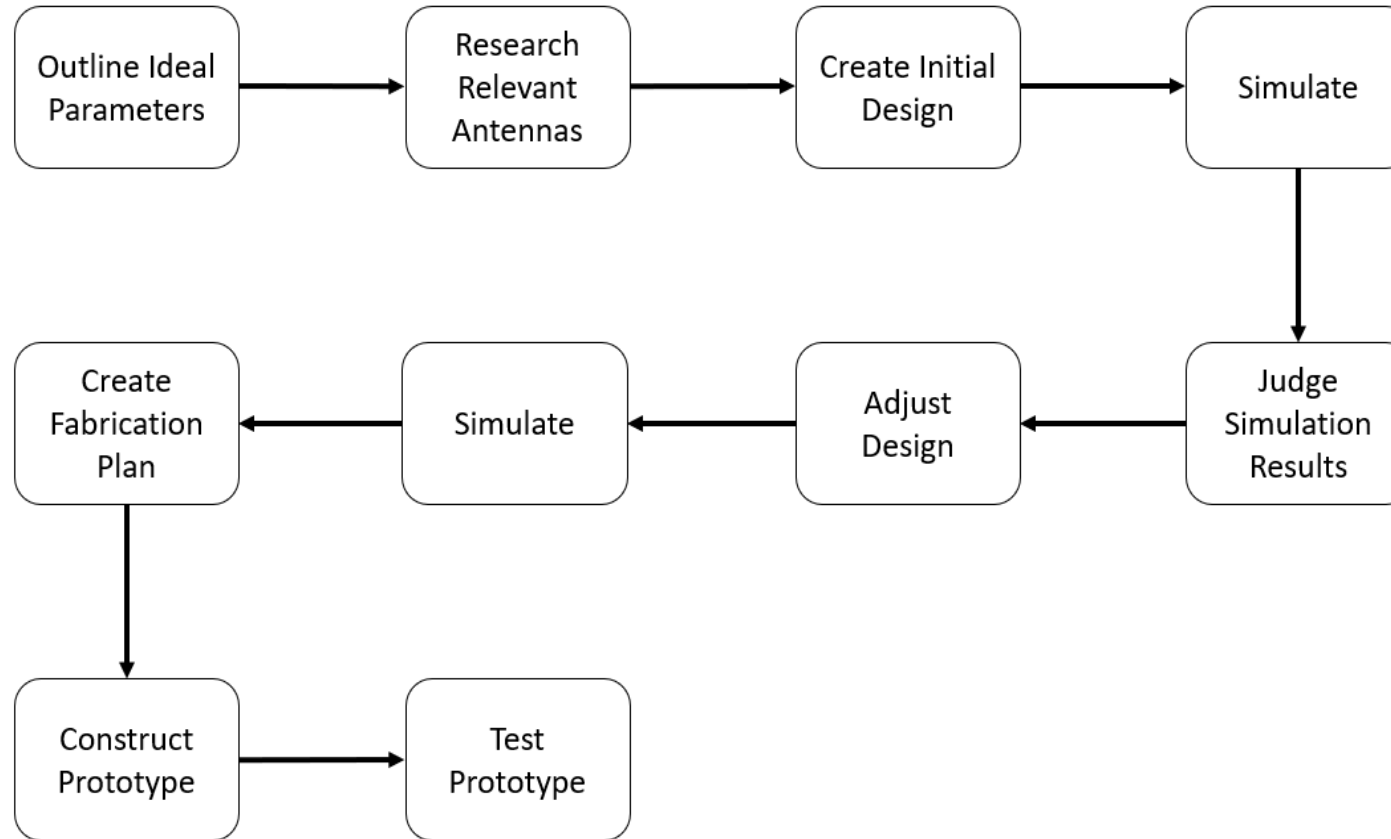 Outline Ideal
Parameters
Research
Relevant
Antennas
Create Initial
Design
Simulate
Judge
Simulation
Results
Adjust
Design
Simulate
Create
Fabrication
Plan
Construct
Prototype
Test
Prototype